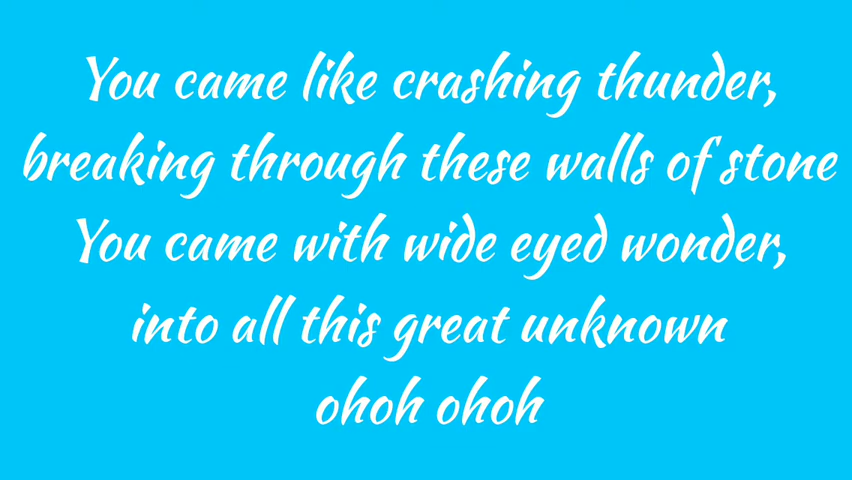 You came like crashing thunder,
breaking through these walls of stone
You came with wide eyed wonder,
into all this great unknown
ohoh ohoh